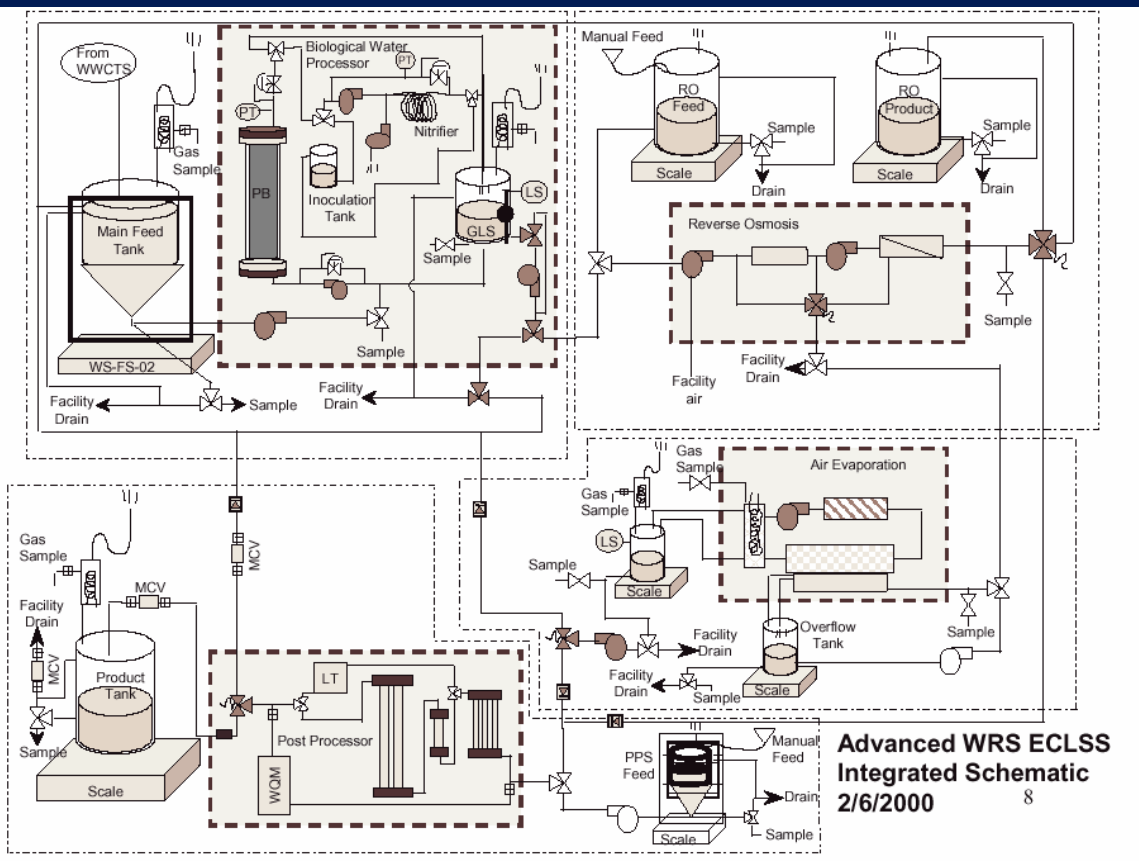 From
WWCTS
Gas
Sample
Main Feed
Tank
WS-FS-02
Facility
Drain
Sample
Biological Water
Processor
PT
PT
PB
Nitrifier
Inoculation
Tank
LS
GLS
Sample
Sample
Facility
Drain
Manual Feed
RO
Feed
Sample
Scale
Drain
RO
Product
Sample
Scale
Drain
Reverse Osmosis
Sample
Facility
Drain
Facility
air
Gas
Sample
Air Evaporation
Gas
Sample
LS
Sample
Scale
Facility
Drain
Overflow
Tank
Sample
Facility
Drain
Sample
Scale
MCV
Gas
Sample
MCV
Facility
Drain
MCV
Product
Tank
Sample
Scale
LT
Post Processor
WQM
PPS
Feed
Manual
Feed
Drain
Sample
Scale
Advanced WRS ECLSS
Integrated Schematic
2/6/2000
8